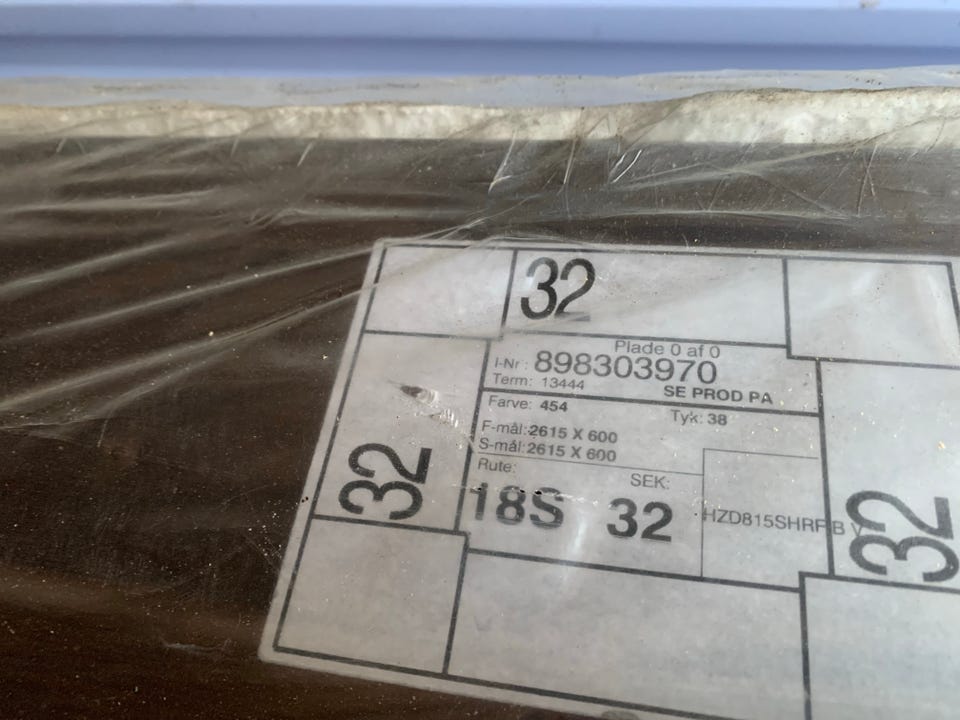 32
Plade 0 af 0
I-Nr: 898303970
Term: 13444 SE PROD PA
Farve: 454 Tyk: 38
F-mål: 2615 X 600
S-mål: 2615 X 600
Rute: SEK:
18S 32
32
32